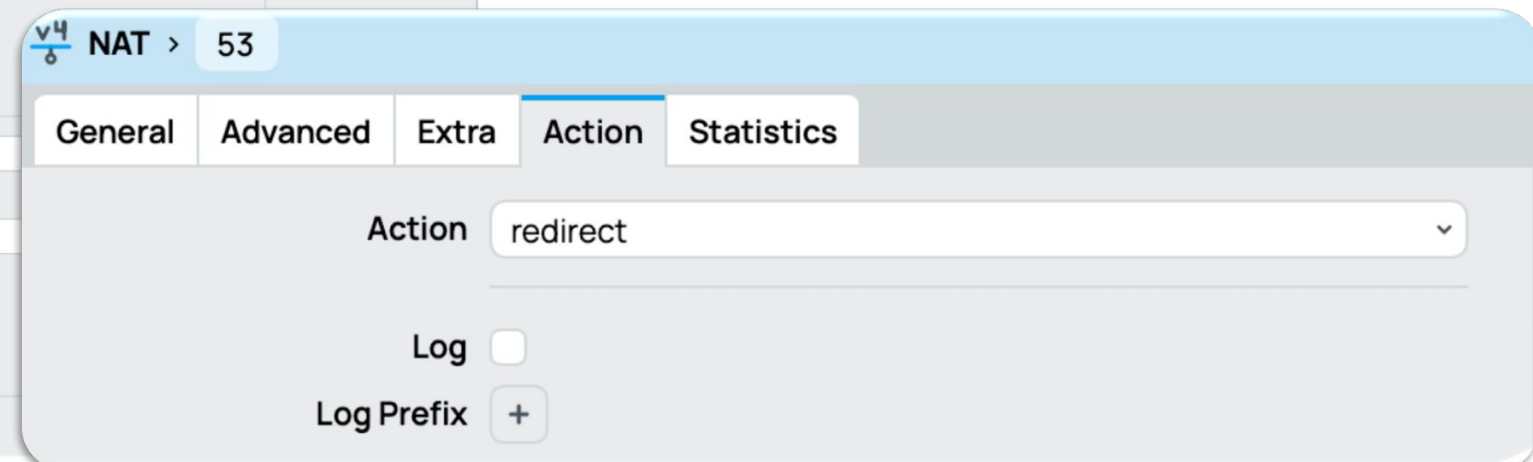 v4 NAT > 53
General Advanced Extra Action Statistics
Action redirect
Log
Log Prefix +